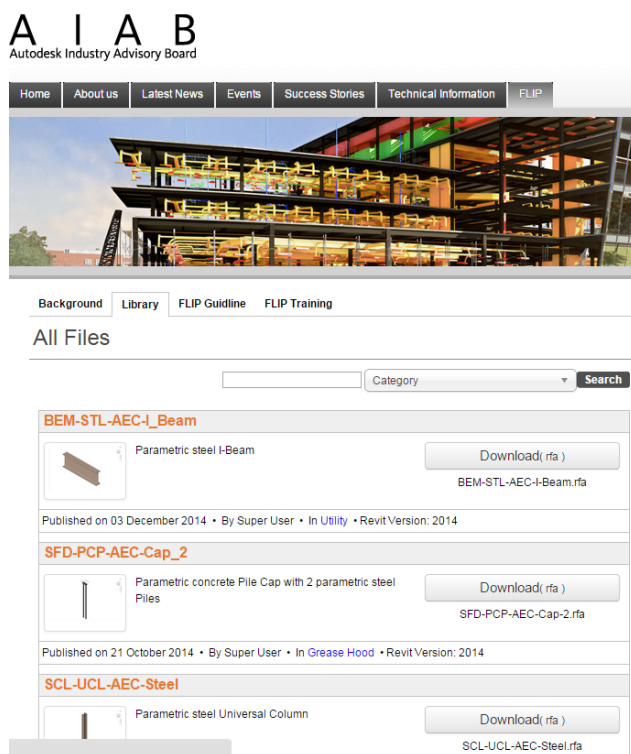 A I A B
Autodesk Industry Advisory Board
Home About us Latest News Events Success Stories Technical Information FLIP
Background Library FLIP Guidline FLIP Training
All Files
Category Search
BEM-STL-AEC-I_Beam
Parametric steel I-Beam
Download( rfa )
BEM-STL-AEC-I-Beam.rfa
Published on 03 December 2014 • By Super User • In Utility • Revit Version: 2014
SFD-PCP-AEC-Cap_2
Parametric concrete Pile Cap with 2 parametric steel
Piles
Download( rfa )
SFD-PCP-AEC-Cap-2.rfa
Published on 21 October 2014 • By Super User • In Grease Hood • Revit Version: 2014
SCL-UCL-AEC-Steel
Parametric steel Universal Column
Download( rfa )
SCL-UCL-AEC-Steel.rfa